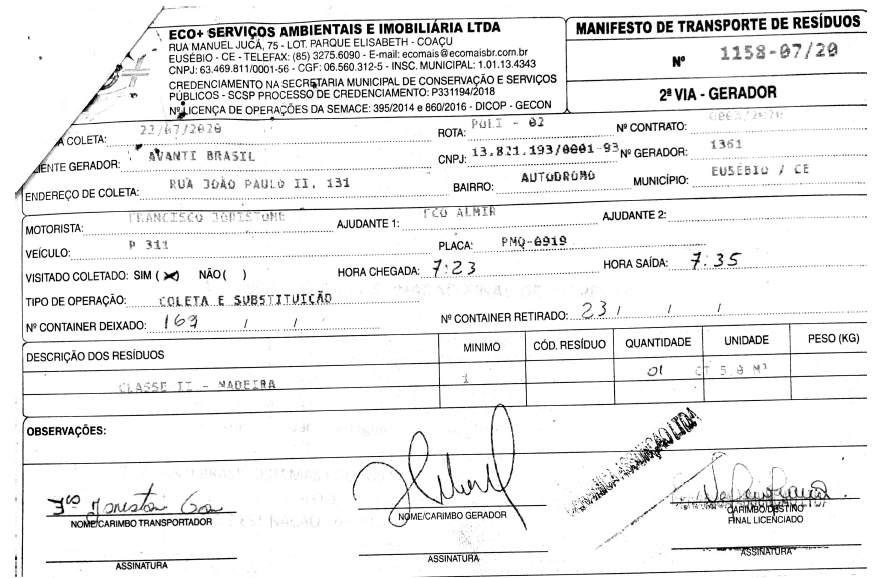 ECO+ SERVIÇOS AMBIENTAIS E IMOBILIÁRIA LTDA
RUA MANUEL JUCÁ, 75 - LOT. PARQUE ELISABETH - COAÇU
EUSÉBIO - CE - TELEFAX: (85) 3275.6090 - E-mail: ecomais@ecomaisbr.com.br
CNPJ: 63.469.811/0001-56 - CGF: 06.560.312-5 - INSC. MUNICIPAL: 1.01.13.4343
CREDENCIAMENTO NA SECRETARIA MUNICIPAL DE CONSERVAÇÃO E SERVIÇOS
PÚBLICOS - SCSP PROCESSO DE CREDENCIAMENTO: P331194/2018
Nº LICENÇA DE OPERAÇÕES DA SEMACE: 395/2014 e 860/2016 - DICOP - GECON
MANIFESTO DE TRANSPORTE DE RESÍDUOS
Nº 1158-07/20
2ª VIA - GERADOR
COLETA: 22/07/2020 ROTA: POLI - 02 Nº CONTRATO: 0003/2020
CLIENTE GERADOR: AVANTI BRASIL CNPJ: 13.821.193/0001-93 Nº GERADOR: 1361
ENDEREÇO DE COLETA: RUA JOÃO PAULO II, 131 BAIRRO: AUTODROMO MUNICÍPIO: EUSÉBIO / CE
MOTORISTA: FRANCISCO JORISTONE AJUDANTE 1: FCO ALMIR AJUDANTE 2:
VEÍCULO: P 311 PLACA: PMQ-0919
VISITADO COLETADO: SIM (X) NÃO ( ) HORA CHEGADA: 7:23 HORA SAÍDA: 7:35
TIPO DE OPERAÇÃO: COLETA E SUBSTITUIÇÃO
Nº CONTAINER DEIXADO: 169 / / Nº CONTAINER RETIRADO: 23 / /
DESCRIÇÃO DOS RESÍDUOS MINIMO CÓD. RESÍDUO QUANTIDADE UNIDADE PESO (KG)
CLASSE II - MADEIRA 1 01 CT 5,0 M³
OBSERVAÇÕES:
NOME/CARIMBO TRANSPORTADOR NOME/CARIMBO GERADOR CARIMBO/DESTINO
FINAL LICENCIADO
ASSINATURA ASSINATURA ASSINATURA